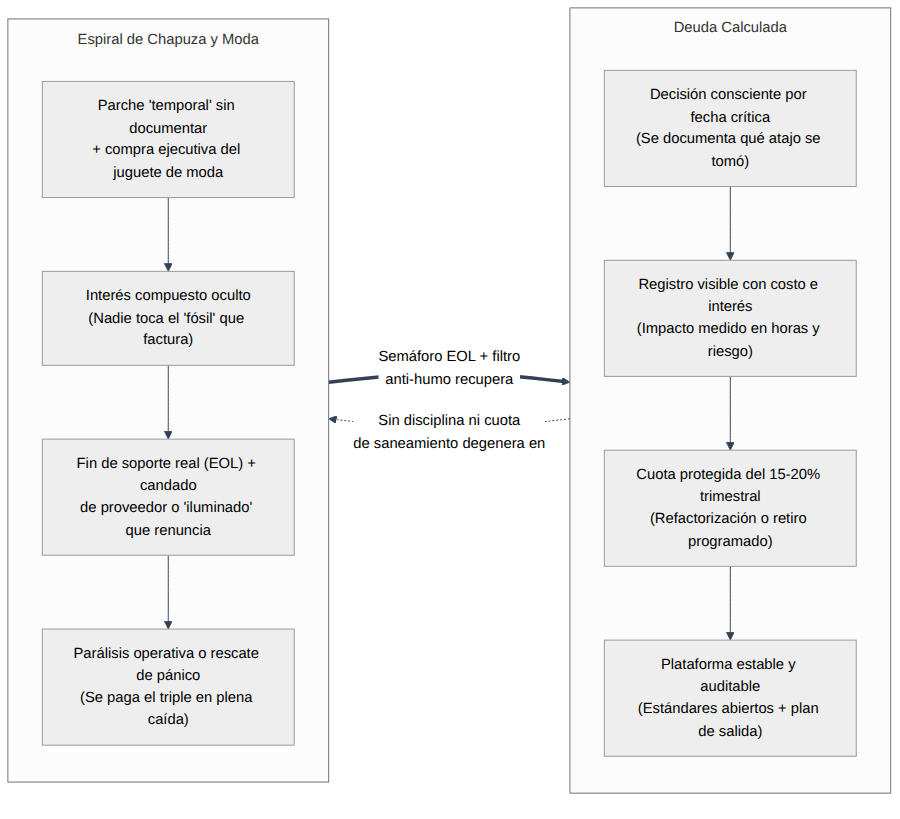 Espiral de Chapuza y Moda
Parche 'temporal' sin
documentar
+ compra ejecutiva del
juguete de moda
Interés compuesto oculto
(Nadie toca el 'fósil' que
factura)
Fin de soporte real (EOL) +
candado
de proveedor o 'iluminado'
que renuncia
Parálisis operativa o rescate
de pánico
(Se paga el triple en plena
caída)
Semáforo EOL + filtro
anti-humo recupera
Sin disciplina ni cuota
de saneamiento degenera en
Deuda Calculada
Decisión consciente por
fecha crítica
(Se documenta qué atajo se
tomó)
Registro visible con costo e
interés
(Impacto medido en horas y
riesgo)
Cuota protegida del 15-20%
trimestral
(Refactorización o retiro
programado)
Plataforma estable y
auditable
(Estándares abiertos + plan
de salida)